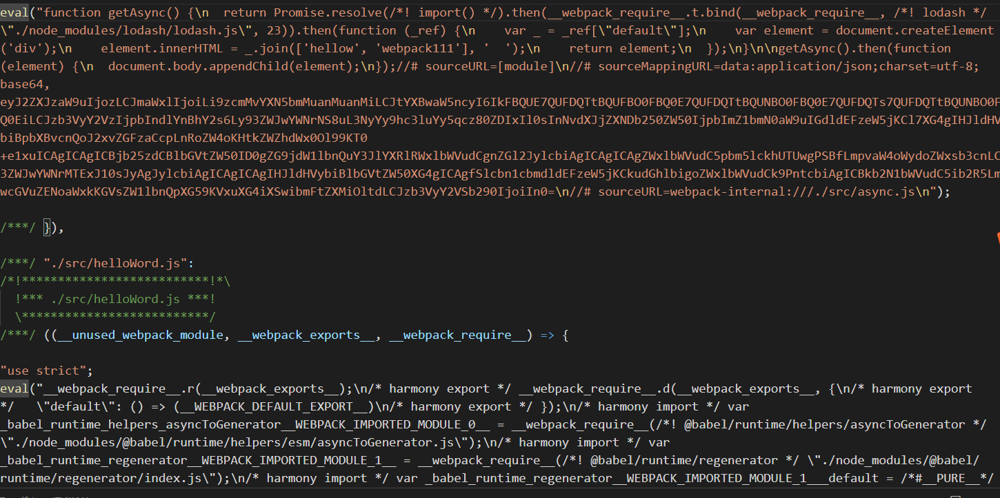 eval("function getAsync() {\n  return Promise.resolve(/*! import() */).then(__webpack_require__.t.bind(__webpack_require__, /*! lodash */
\"./node_modules/lodash/lodash.js\", 23)).then(function (_ref) {\n    var _ = _ref[\"default\"];\n    var element = document.createElement
('div');\n    element.innerHTML = _.join(['hellow', 'webpack111'], '  ');\n    return element;\n  });\n}\n\ngetAsync().then(function
(element) {\n  document.body.appendChild(element);\n});//# sourceURL=[module]\n//# sourceMappingURL=data:application/json;charset=utf-8;
base64,
eyJ2ZXJzaW9uIjozLCJmaWxlIjoiLi9zcmMvYXN5bmMuanMuanMiLCJtYXBwaW5ncyI6IkFBQUE7QUFDQTtBQUFBO0FBQ0E7QUFDQTtBQUNBO0FBQ0E7QUFDQTs7QUFDQTtBQUNBO0F
Q0EiLCJzb3VyY2VzIjpbIndlYnBhY2s6Ly93ZWJwYWNrNS8uL3NyYy9hc3luYy5qcz80ZDIxIl0sInNvdXJjZXNDb250ZW50IjpbImZ1bmN0aW9uIGdldEFzeW5jKCl7XG4gIHJldHV
biBpbXBvcnQoJ2xvZGFzaCcpLnRoZW4oKHtkZWZhdWx0Ol99KT0
+e1xuICAgICAgICBjb25zdCBlbGVtZW50ID0gZG9jdW1lbnQuY3JlYXRlRWxlbWVudCgnZGl2JylcbiAgICAgICAgZWxlbWVudC5pbm5lckhUTUwgPSBfLmpvaW4oWydoZWxsb3cnLC
3ZWJwYWNrMTExJ10sJyAgJylcbiAgICAgICAgIHJldHVybiBlbGVtZW50XG4gICAgfSlcbn1cbmdldEFzeW5jKCkudGhlbigoZWxlbWVudCk9PntcbiAgICBkb2N1bWVudC5ib2R5Lm
wcGVuZENoaWxkKGVsZW1lbnQpXG59KVxuXG4iXSwibmFtZXMiOltdLCJzb3VyY2VSb290IjoiIn0=\n//# sourceURL=webpack-internal:///./src/async.js\n");
/***/ }),
/***/ "./src/helloWord.js":
/*!**************************!*\
!*** ./src/helloWord.js ***!
\**************************/
/***/ ((__unused_webpack_module, __webpack_exports__, __webpack_require__) => {
"use strict";
eval("__webpack_require__.r(__webpack_exports__);\n/* harmony export */ __webpack_require__.d(__webpack_exports__, {\n/* harmony export
*/   \"default\": () => (__WEBPACK_DEFAULT_EXPORT__)\n/* harmony export */ });\n/* harmony import */ var
_babel_runtime_helpers_asyncToGenerator__WEBPACK_IMPORTED_MODULE_0__ = __webpack_require__(/*! @babel/runtime/helpers/asyncToGenerator */
\"./node_modules/@babel/runtime/helpers/esm/asyncToGenerator.js\");\n/* harmony import */ var
_babel_runtime_regenerator__WEBPACK_IMPORTED_MODULE_1__ = __webpack_require__(/*! @babel/runtime/regenerator */ \"./node_modules/@babel/
runtime/regenerator/index.js\");\n/* harmony import */ var _babel_runtime_regenerator__WEBPACK_IMPORTED_MODULE_1___default = /*#__PURE__*/